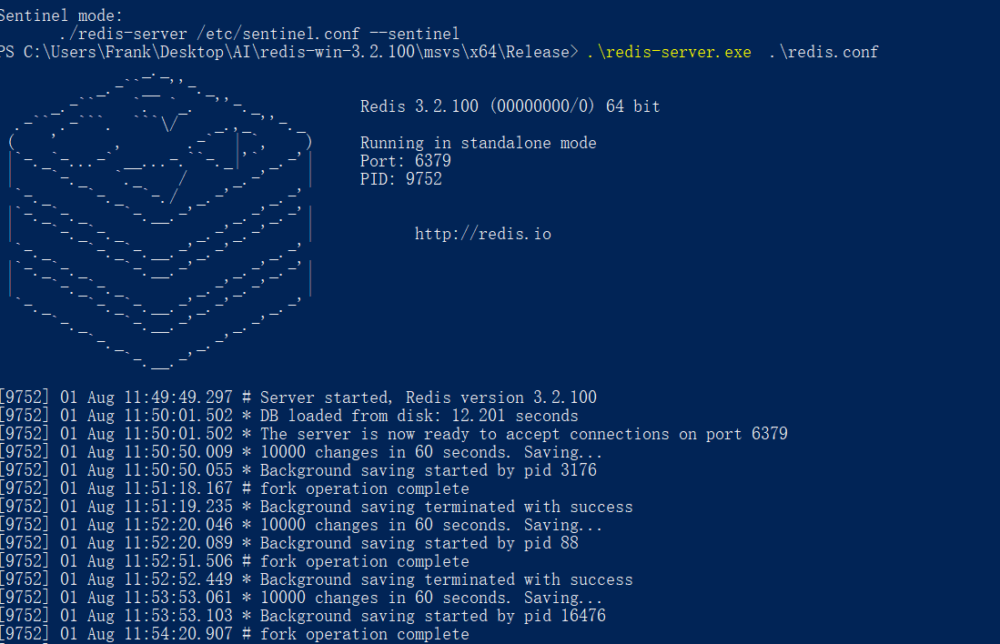 Sentinel mode:
./redis-server /etc/sentinel.conf --sentinel
PS C:\Users\Frank\Desktop\AI\redis-win-3.2.100\msvs\x64\Release> .\redis-server.exe .\redis.conf
Redis 3.2.100 (00000000/0) 64 bit
Running in standalone mode
Port: 6379
PID: 9752
http://redis.io
[9752] 01 Aug 11:49:49.297 # Server started, Redis version 3.2.100
[9752] 01 Aug 11:50:01.502 * DB loaded from disk: 12.201 seconds
[9752] 01 Aug 11:50:01.502 * The server is now ready to accept connections on port 6379
[9752] 01 Aug 11:50:50.009 * 10000 changes in 60 seconds. Saving...
[9752] 01 Aug 11:50:50.055 * Background saving started by pid 3176
[9752] 01 Aug 11:51:18.167 # fork operation complete
[9752] 01 Aug 11:51:19.235 * Background saving terminated with success
[9752] 01 Aug 11:52:20.046 * 10000 changes in 60 seconds. Saving...
[9752] 01 Aug 11:52:20.089 * Background saving started by pid 88
[9752] 01 Aug 11:52:51.506 # fork operation complete
[9752] 01 Aug 11:52:52.449 * Background saving terminated with success
[9752] 01 Aug 11:53:53.061 * 10000 changes in 60 seconds. Saving...
[9752] 01 Aug 11:53:53.103 * Background saving started by pid 16476
[9752] 01 Aug 11:54:20.907 # fork operation complete